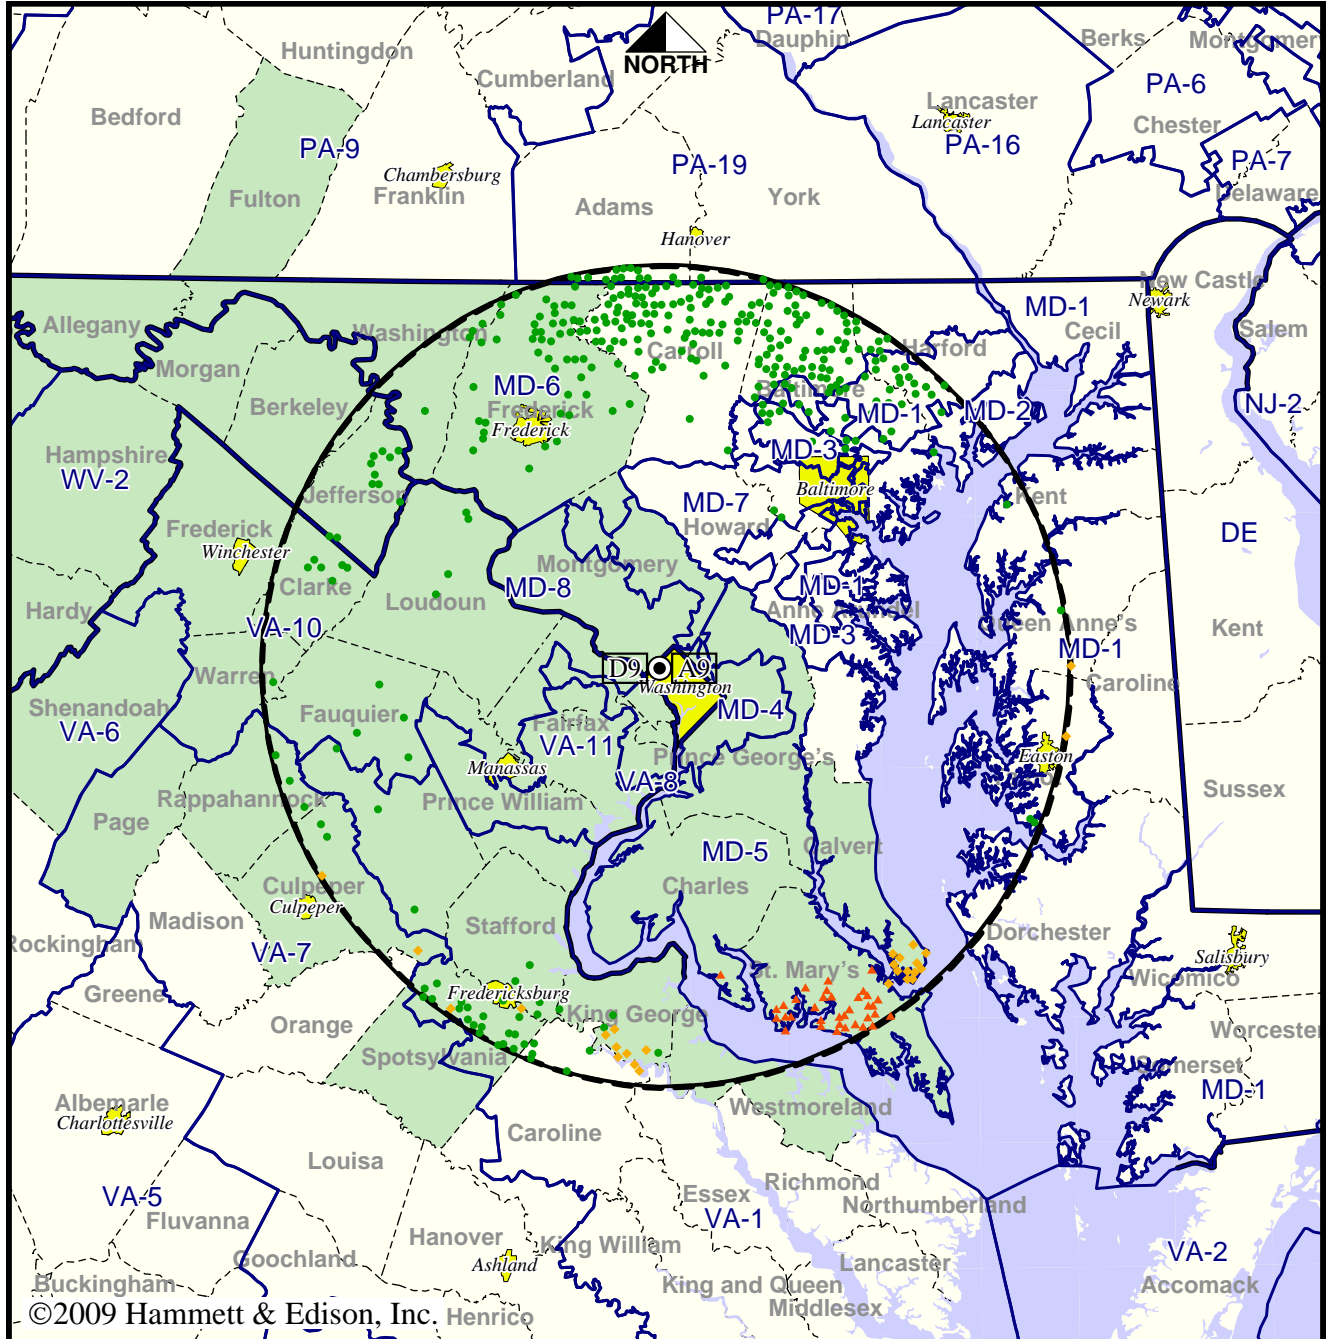 PA-17
Dauphin
Berks
Montgomer
Huntingdon
NORTH
Cumberland
PA-6
Bedford
Lancaster
Lancaster
Chester
PA-9
PA-16
PA-7
Chambersburg
Franklin
PA-19
York
Delaware
Fulton
Adams
Hanover
New Castle
Newark
MD-1
Cecil
Allegany
Washington
Salem
Morgan
Carroll
Harford
MD-6
Baltimore
Berkeley
Frederick
Frederick
MD-1
MD-2
NJ-2
Hampshire
WV-2
MD-3
Jefferson
Baltimore
Kent
MD-7
Howard
Frederick
Winchester
DE
Montgomery
Clarke
MD-8
MD-1
Hardy
Loudoun
Anne Arundel
VA-10
MD-3
Queen Anne's
Kent
MD-1
D9
A9
Warren
Washington
Caroline
Shenandoah
Fauquier
MD-4
VA-6
Fairfax
VA-11
Prince George's
Manassas
Easton
VA-8
Rappahannock
Prince William
Sussex
Page
MD-5
Calvert
Culpeper
Culpeper
Charles
Madison
Stafford
Rockingham
VA-7
Dorchester
Salisbury
St. Mary's
Wicomico
Greene
Fredericksburg
King George
Orange
Worcester
Spotsylvania
Somerset
MD-1
Albemarle
Charlottesville
Westmoreland
Caroline
Louisa
Richmond
VA-5
Essex
Northumberland
Fluvanna
VA-1
Hanover
King William
Goochland
Ashland
Lancaster
VA-2
Buckingham
King and Queen
Accomack
Middlesex
©2009 Hammett & Edison, Inc.
Henrico